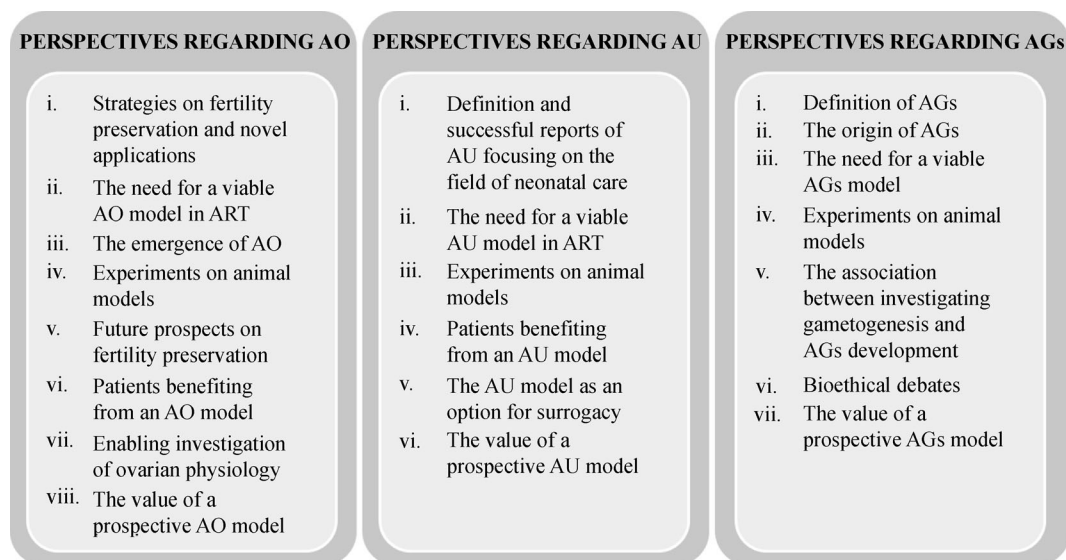 PERSPECTIVES REGARDING AO
i. Strategies on fertility
preservation and novel
applications
ii. The need for a viable
AO model in ART
iii. The emergence of AO
iv. Experiments on animal
models
v. Future prospects on
fertility preservation
vi. Patients benefiting
from an AO model
vii. Enabling investigation
of ovarian physiology
viii. The value of a
prospective AO model
PERSPECTIVES REGARDING AU
i. Definition and
successful reports of
AU focusing on the
field of neonatal care
ii. The need for a viable
AU model in ART
iii. Experiments on animal
models
iv. Patients benefiting
from an AU model
v. The AU model as an
option for surrogacy
vi. The value of a
prospective AU model
PERSPECTIVES REGARDING AGs
i. Definition of AGs
ii. The origin of AGs
iii. The need for a viable
AGs model
iv. Experiments on animal
models
v. The association
between investigating
gametogenesis and
AGs development
vi. Bioethical debates
vii. The value of a
prospective AGs model